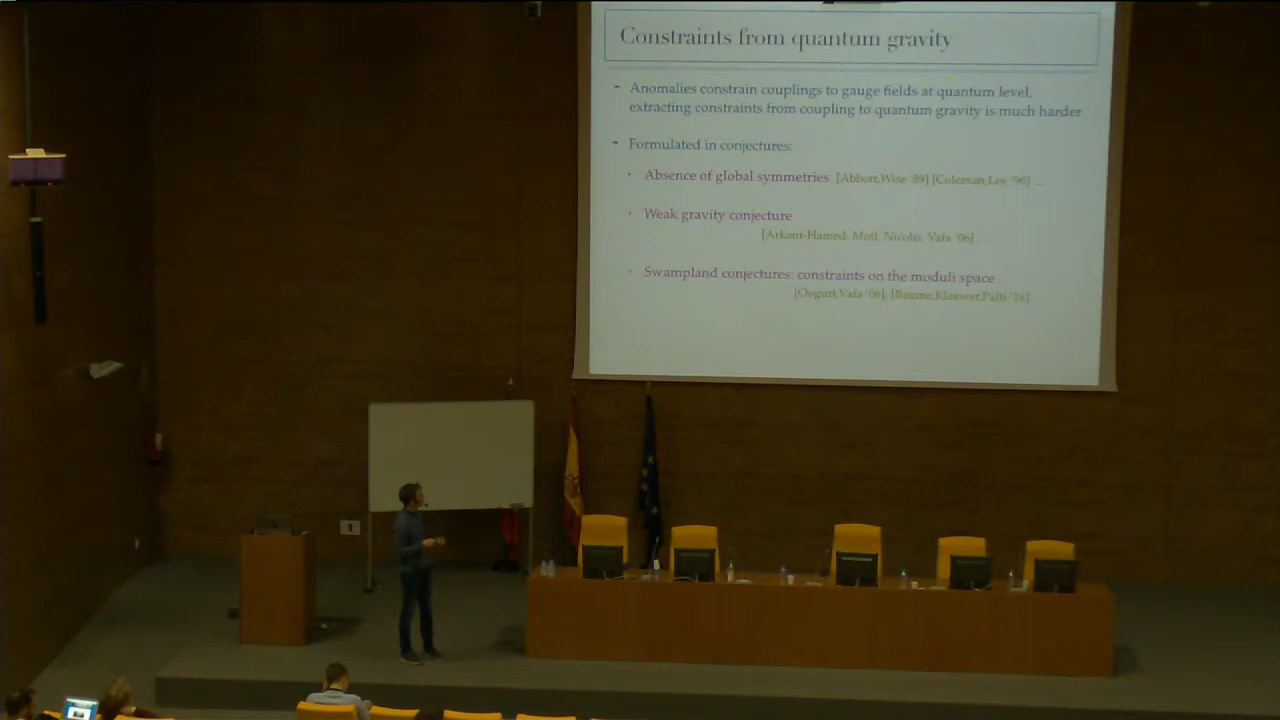 Constraints from quantum gravity
- Anomalies constrain couplings to gauge fields at quantum level,
extracting constraints from coupling to quantum gravity is much harder
- Formulated in conjectures:
• Absence of global symmetries [Abbott,Wise '89] [Coleman,Lee '90] ...
• Weak gravity conjecture
[Arkani-Hamed, Motl, Nicolis, Vafa '06]
• Swampland conjectures: constraints on the moduli space
[Ooguri,Vafa '06], [Baume,Klaewer,Palti '16]